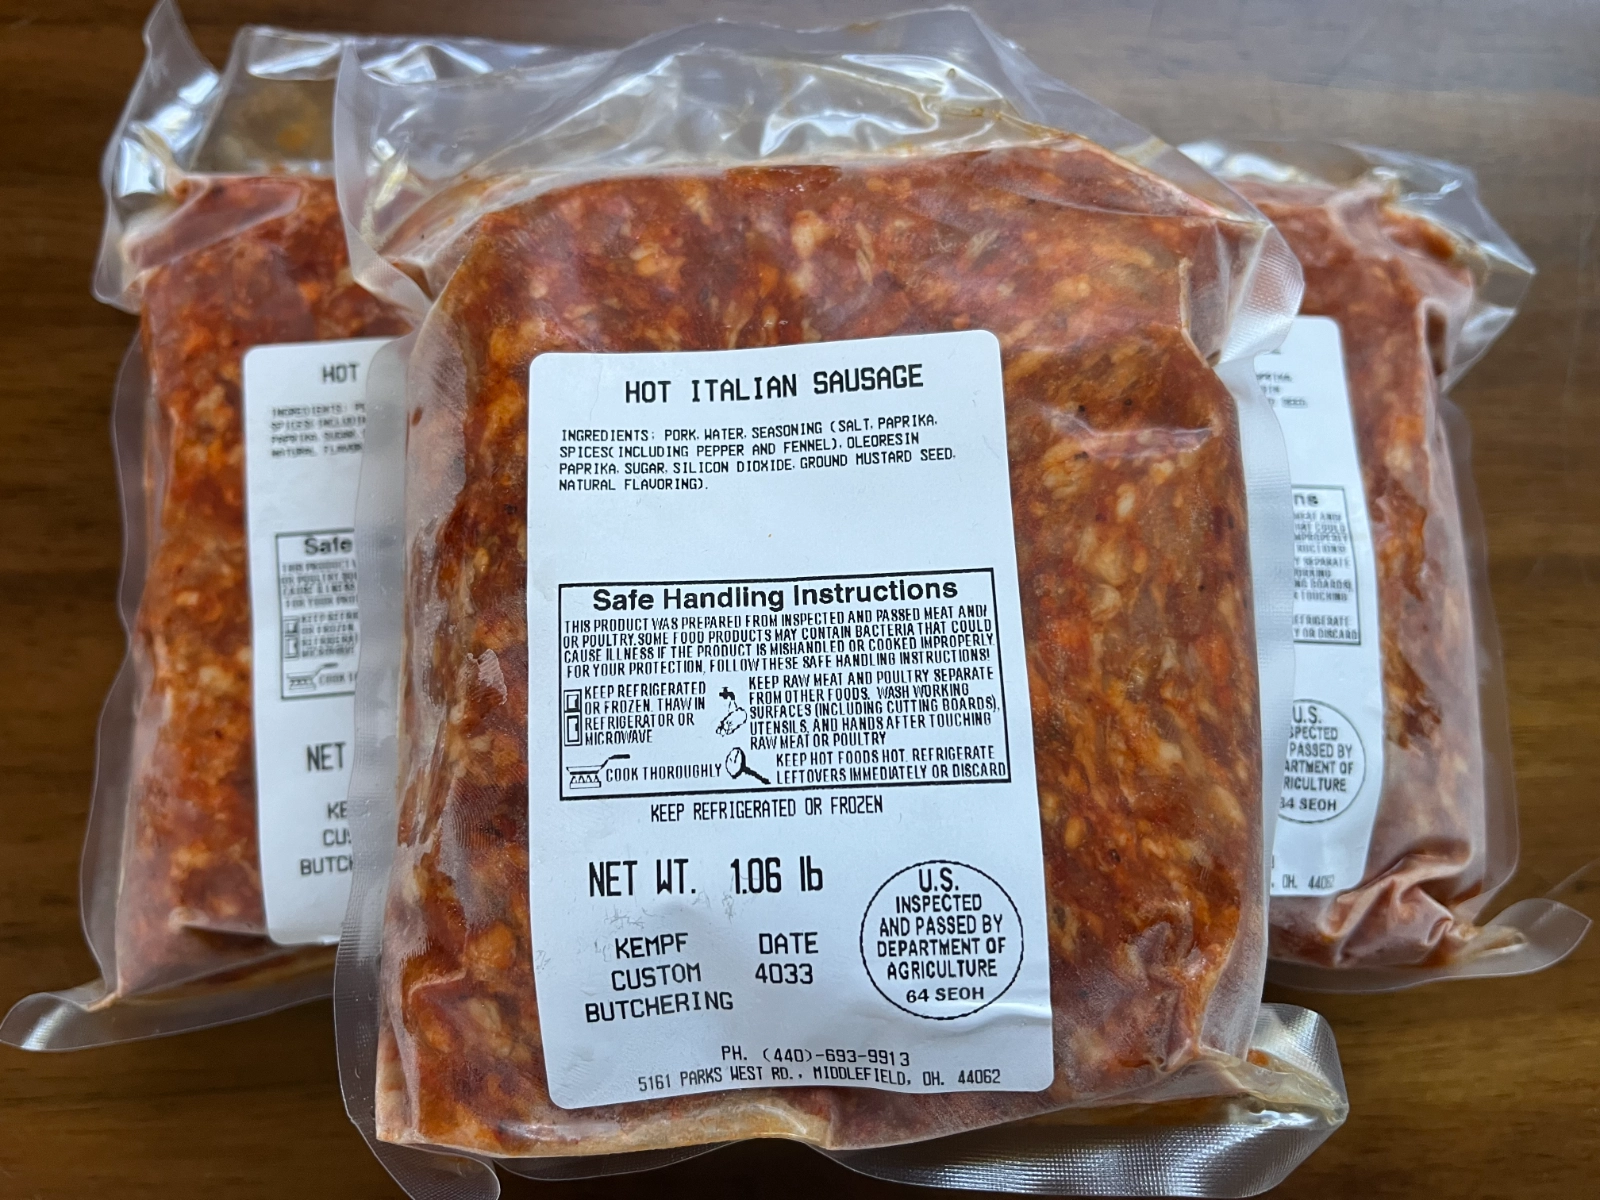 HOT ITALIAN SAUSAGE
INGREDIENTS: PORK, WATER, SEASONING (SALT, PAPRIKA,
SPICES( INCLUDING PEPPER AND FENNEL), OLEORESIN
PAPRIKA, SUGAR, SILICON DIOXIDE, GROUND MUSTARD SEED,
NATURAL FLAVORING).
Safe Handling Instructions
THIS PRODUCT WAS PREPARED FROM INSPECTED AND PASSED MEAT AND/
OR POULTRY. SOME FOOD PRODUCTS MAY CONTAIN BACTERIA THAT COULD
CAUSE ILLNESS IF THE PRODUCT IS MISHANDLED OR COOKED IMPROPERLY
FOR YOUR PROTECTION, FOLLOW THESE SAFE HANDLING INSTRUCTIONS!
KEEP REFRIGERATED
OR FROZEN. THAW IN
REFRIGERATOR OR
MICROWAVE
KEEP RAW MEAT AND POULTRY SEPARATE
FROM OTHER FOODS. WASH WORKING
SURFACES (INCLUDING CUTTING BOARDS),
UTENSILS, AND HANDS AFTER TOUCHING
RAW MEAT OR POULTRY
COOK THOROUGHLY
KEEP HOT FOODS HOT. REFRIGERATE
LEFTOVERS IMMEDIATELY OR DISCARD
KEEP REFRIGERATED OR FROZEN
NET WT. 1.06 lb
KEMPF
CUSTOM
BUTCHERING
DATE
4033
U.S.
INSPECTED
AND PASSED BY
DEPARTMENT OF
AGRICULTURE
64 SEOH
PH. (440)-693-9913
5161 PARKS WEST RD., MIDDLEFIELD, OH. 44062
HOT
Safe
NET
U.S.
PASSED BY
OH. 44062